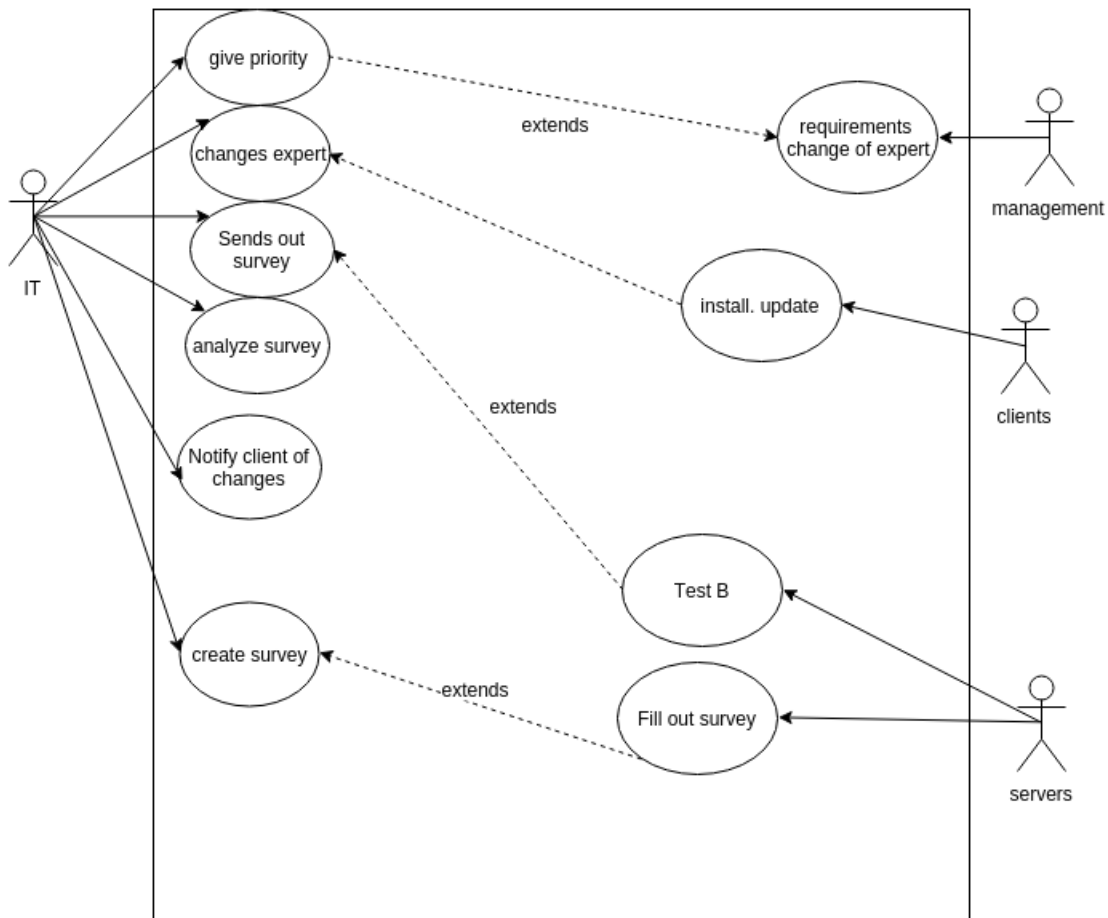 give priority
extends
requirements
change of expert
changes expert
management
Sends out
survey
IT
install. update
analyze survey
extends
clients
Notify client of
changes
Test B
create survey
extends
Fill out survey
servers